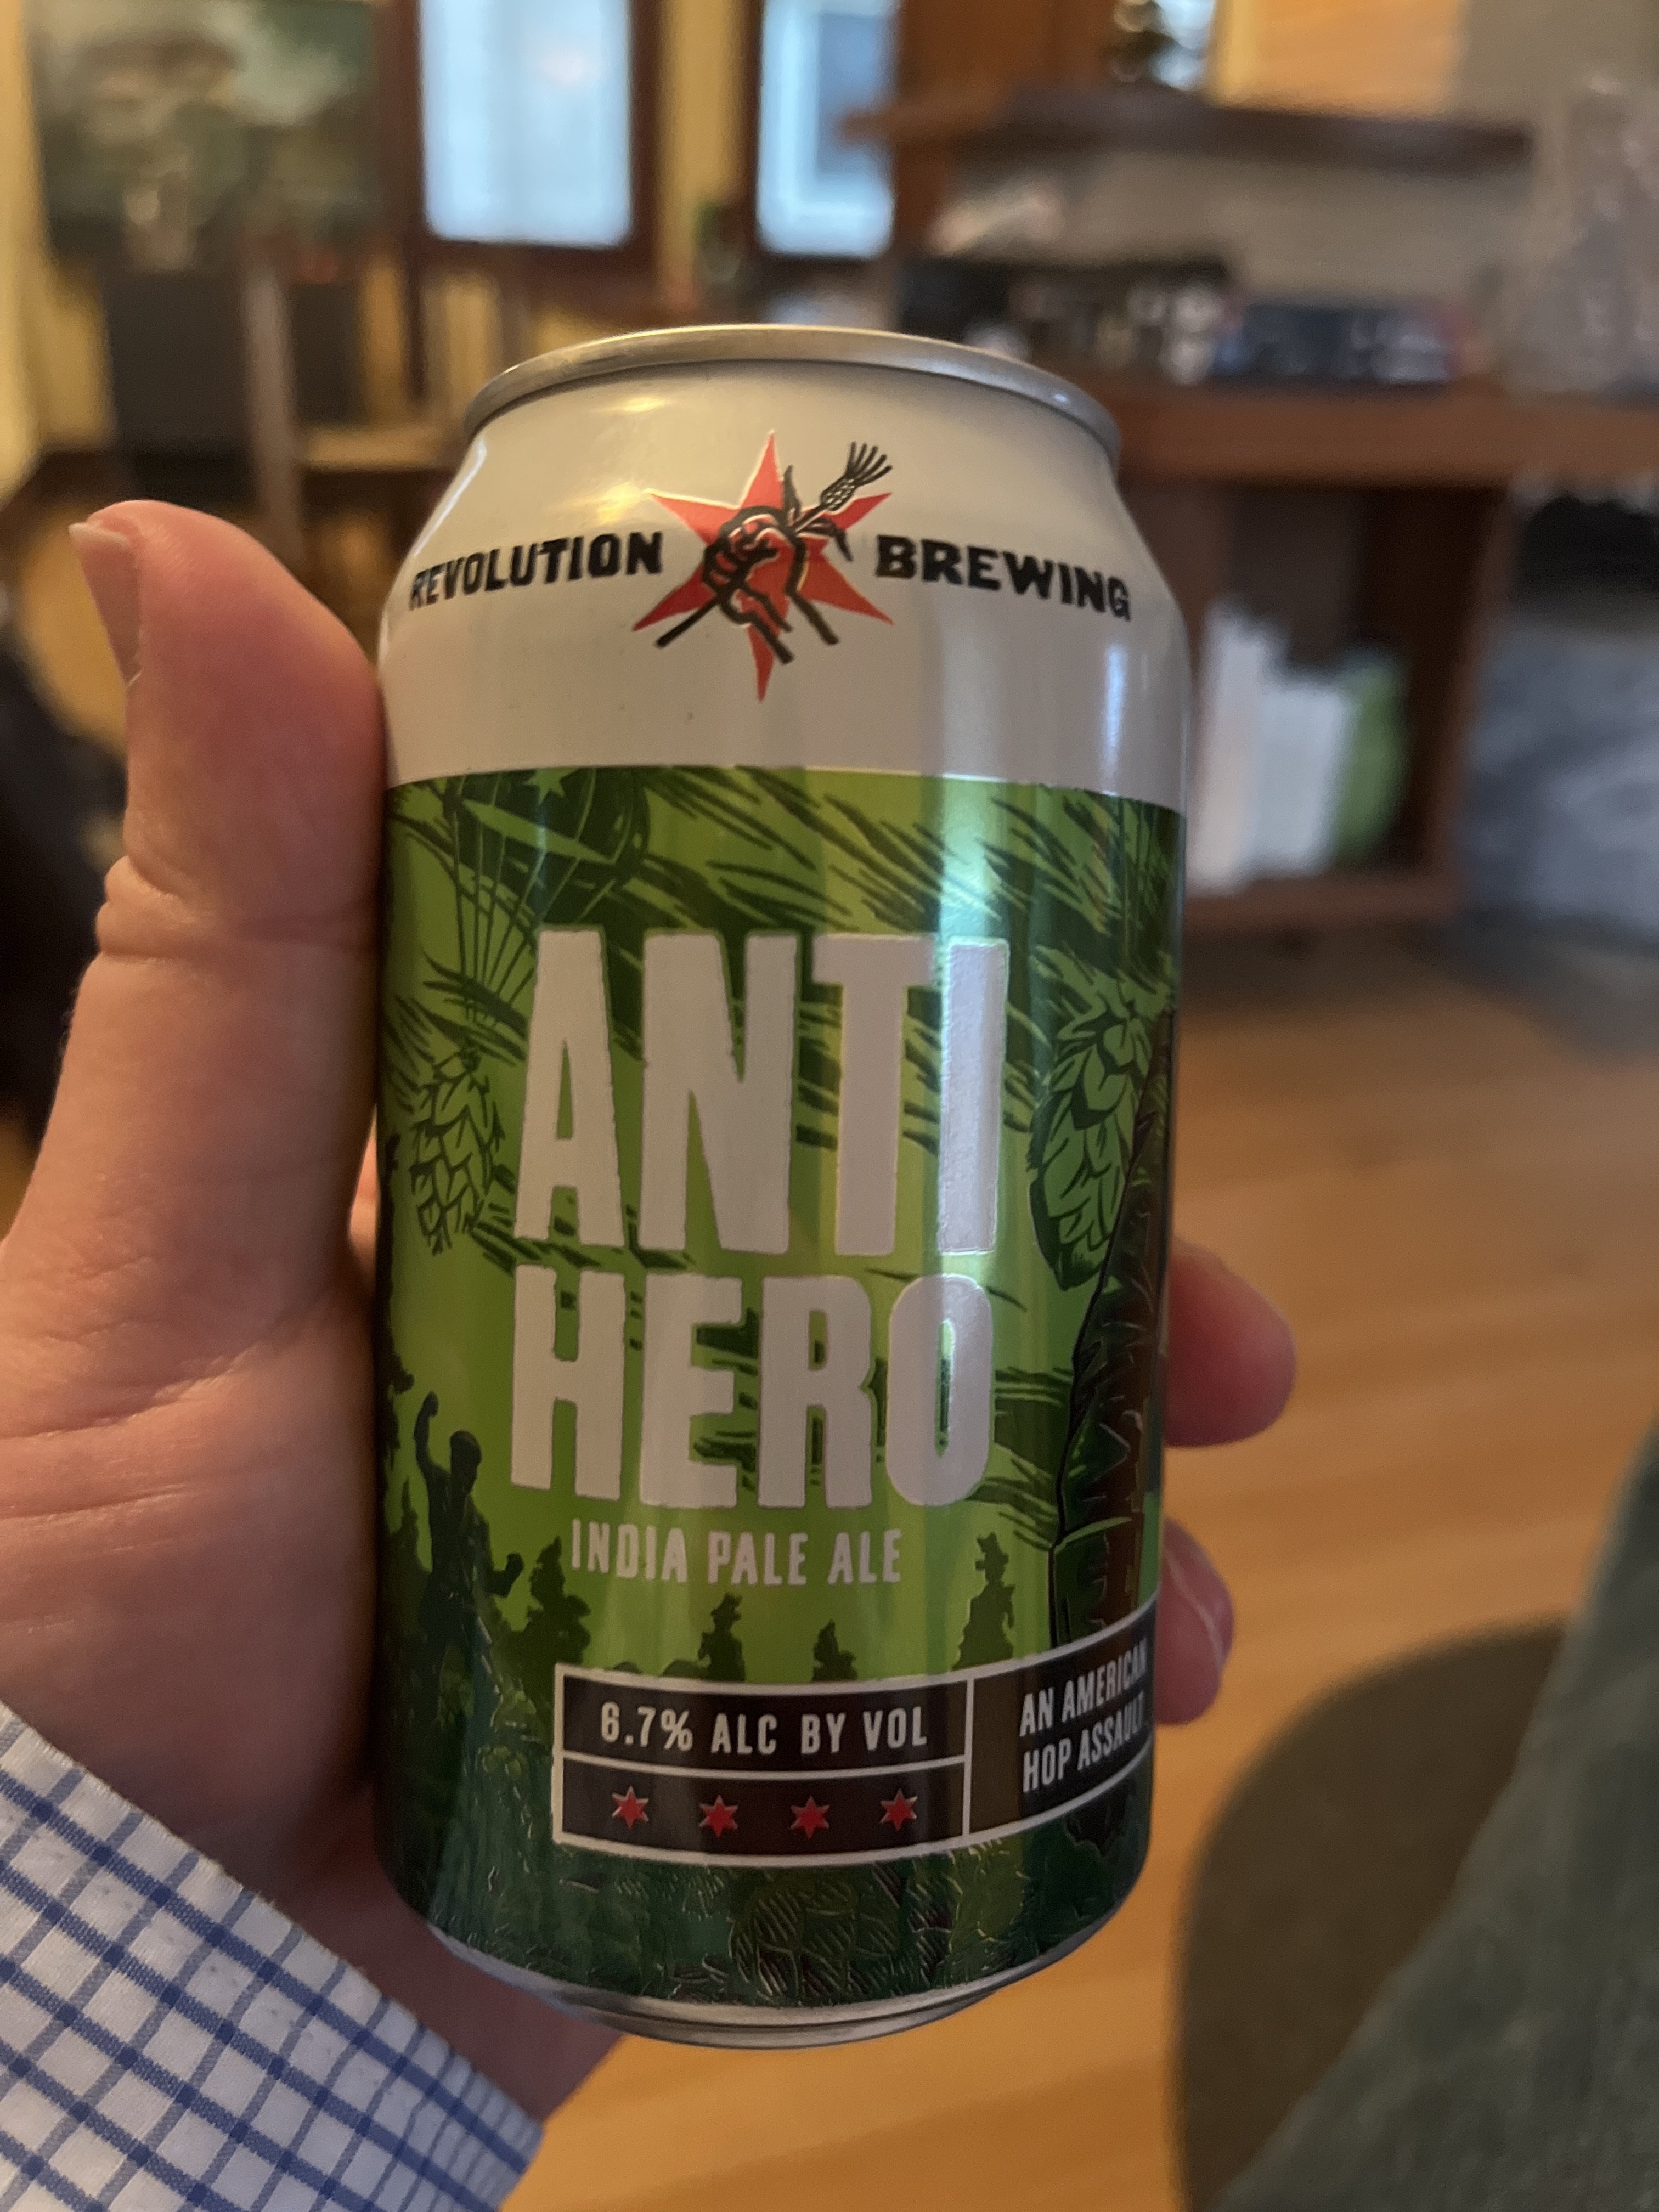 REVOLUTION BREWING
ANTI
HERO
INDIA PALE ALE
6.7% ALC BY VOL
AN AMERICAN
HOP ASSAULT